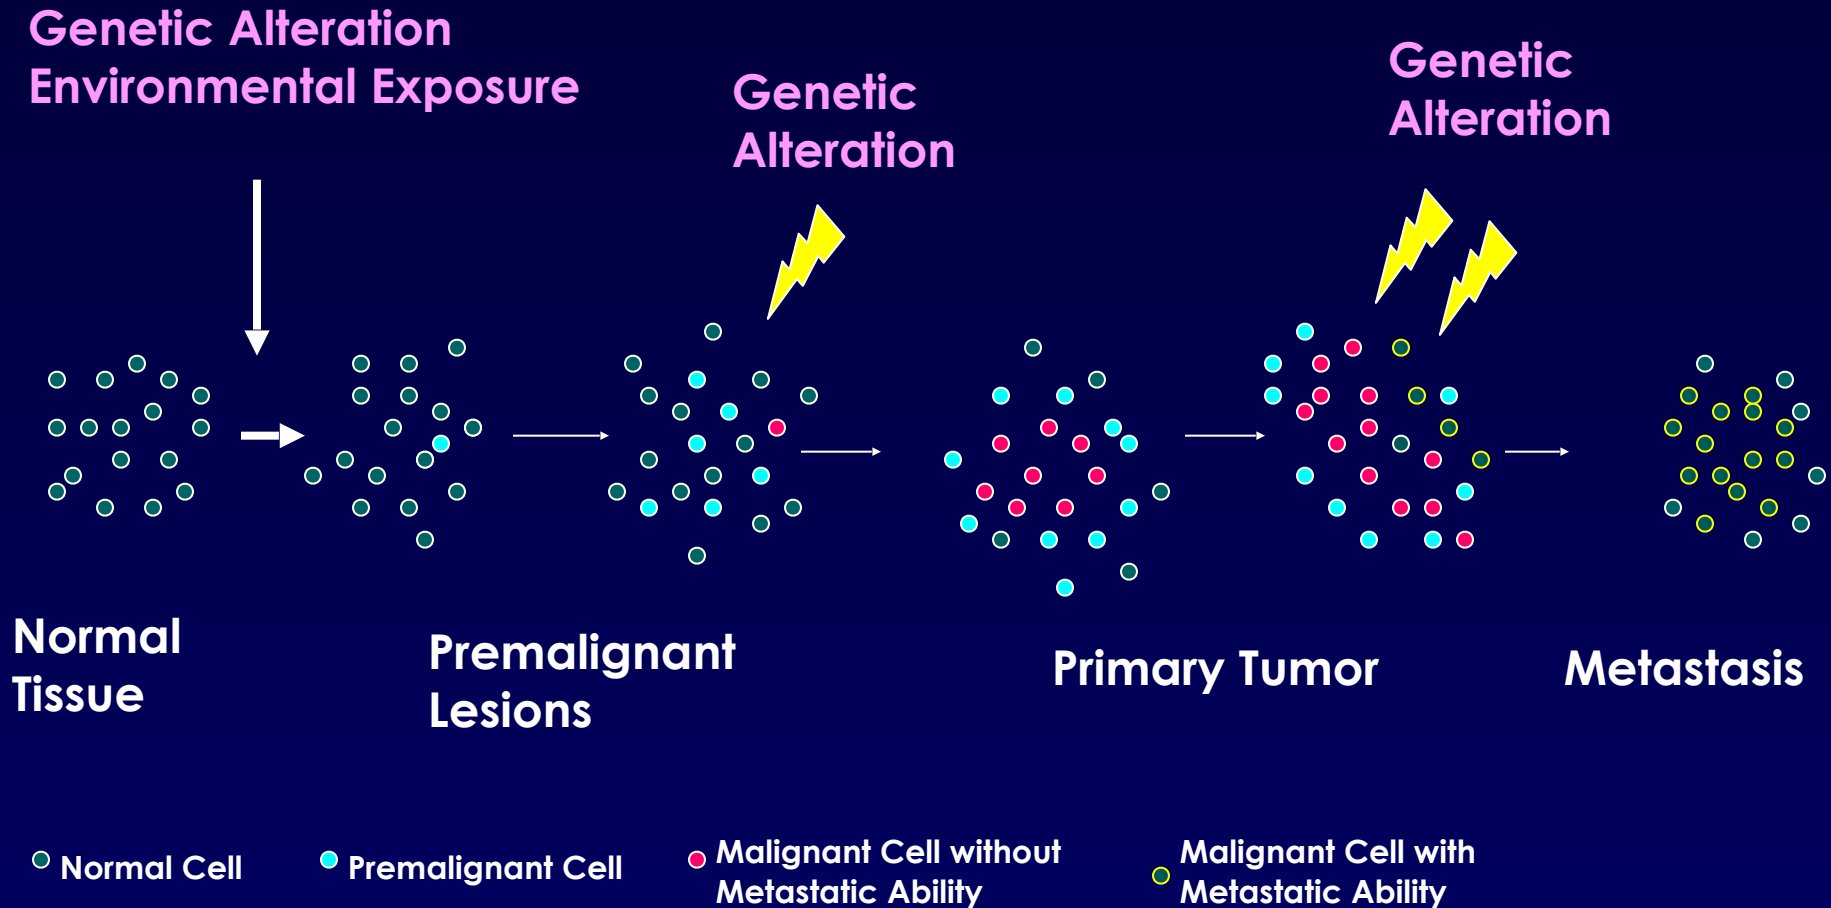 Genetic Alteration
Environmental Exposure
Genetic
Alteration
Genetic
Alteration
Normal
Tissue
Premalignant
Lesions
Primary Tumor
Metastasis
Normal Cell
Premalignant Cell
Malignant Cell without
Metastatic Ability
Malignant Cell with
Metastatic Ability